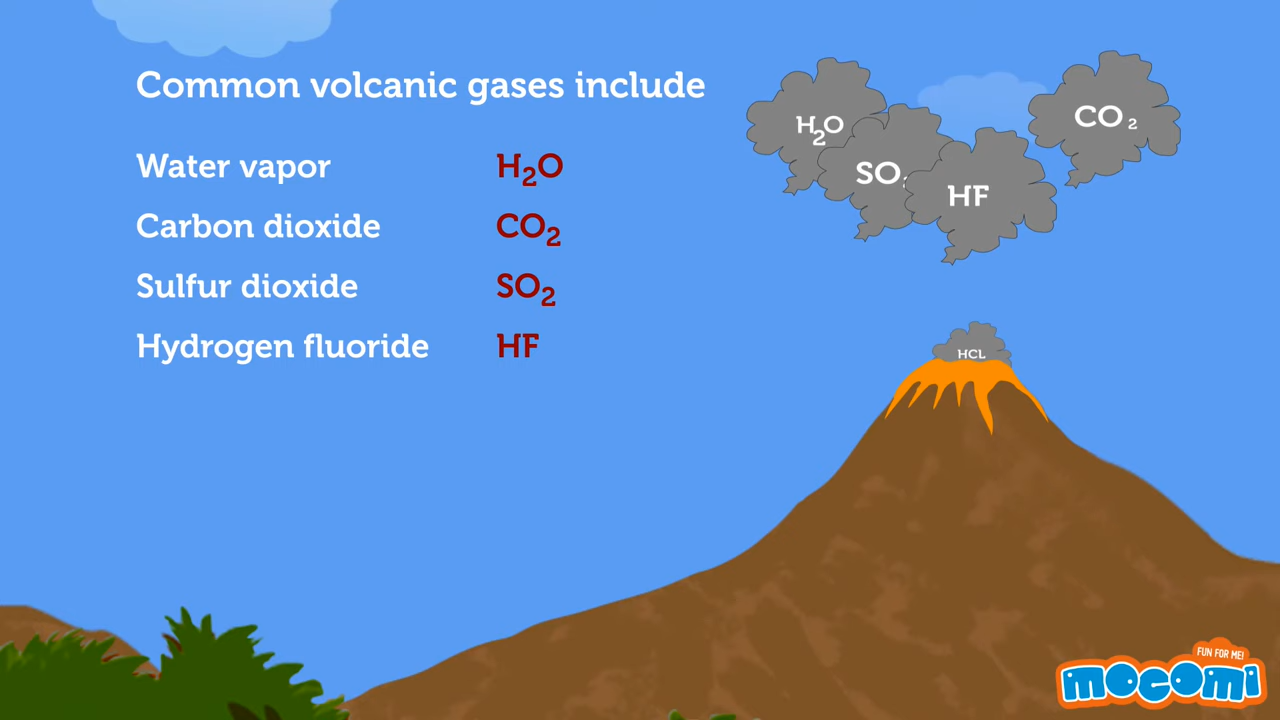 Common volcanic gases include
Water vapor H₂O
Carbon dioxide CO₂
Sulfur dioxide SO₂
Hydrogen fluoride HF
H₂O
SO₂
HF
CO₂
HCL
FUN FOR ME!
mocomi